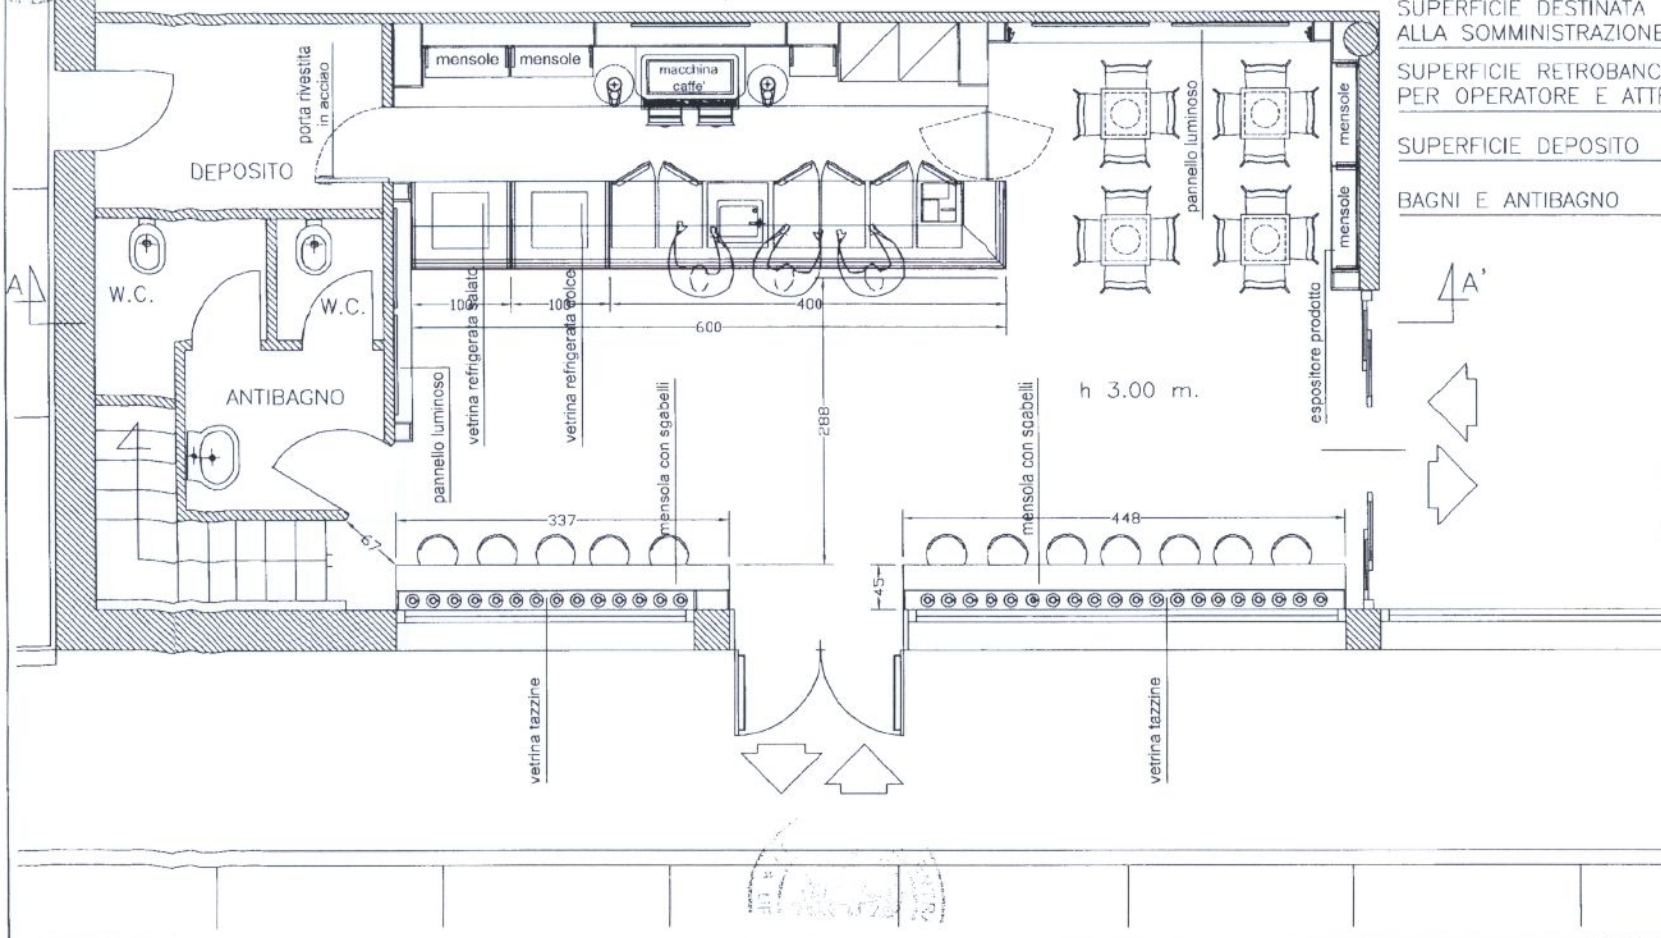 SUPERFICIE DESTINATA
ALLA SOMMINISTRAZIONE
SUPERFICIE RETROBANC
PER OPERATORE E ATT
SUPERFICIE DEPOSITO
BAGNI E ANTIBAGNO
mensole
mensole
macchina
caffe'
porta rivestita
in acciao
DEPOSITO
pannello luminoso
mensole
mensole
A
A'
W.C.
W.C.
100
100
400
600
vetrina refrigerata salato
vetrina refrigerata dolce
espositore prodotto
ANTIBAGNO
h 3.00 m.
288
pannello luminoso
mensola con sgabelli
mensola con sgabelli
337
448
67
45
vetrina tazzine
vetrina tazzine